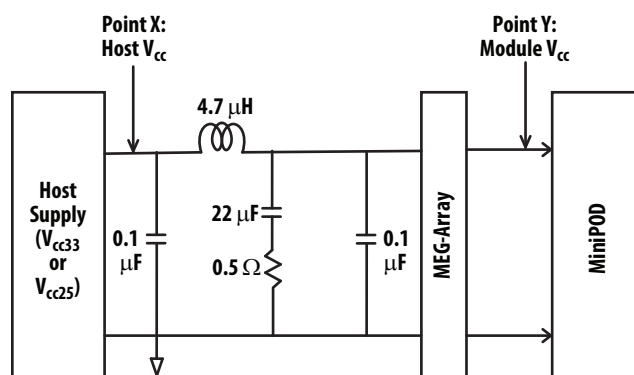 Point X:
Host Vcc
Point Y:
Module Vcc
4.7 μH
Host
Supply
(Vcc33
or
Vcc25)
0.1
μF
22 μF
0.5 Ω
0.1
μF
MEG-Array
MiniPOD